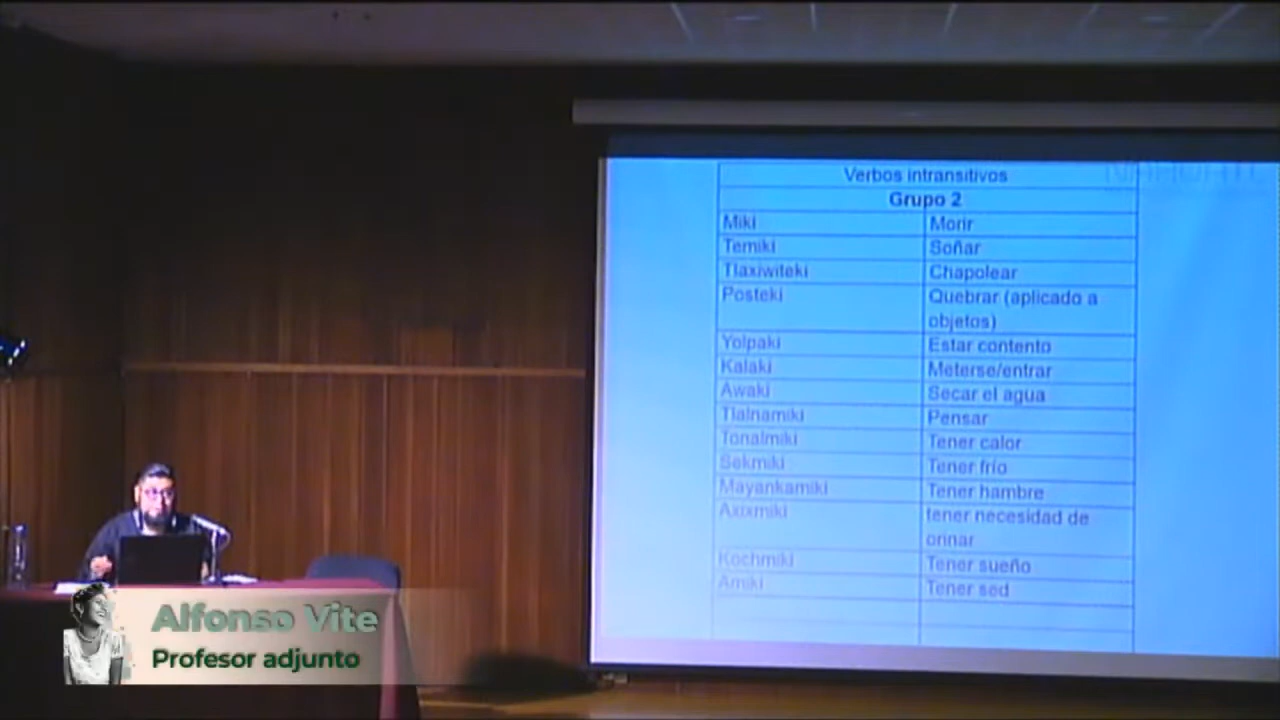 Verbos intransitivos
Grupo 2
Miki Morir
Temiki Soñar
Tlaxiwiteki Chapolear
Posteki Quebrar (aplicado a
objetos)
Yolpaki Estar contento
Kalaki Meterse/entrar
Awaki Secar el agua
Tlalnamiki Pensar
Tonalmiki Tener calor
Sekmiki Tener frío
Mayankamiki Tener hambre
Axixmiki tener necesidad de
orinar
Kochmiki Tener sueño
Amiki Tener sed
Alfonso Vite
Profesor adjunto